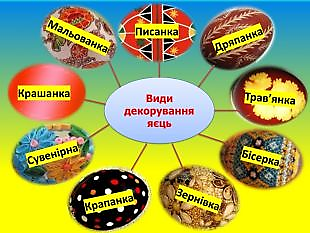 Мальованка
Писанка
Дряпанка
Крашанка
Види
декорування
яєць
Трав'янка
Сувенірна
Бісерка
Крапанка
Зернівка